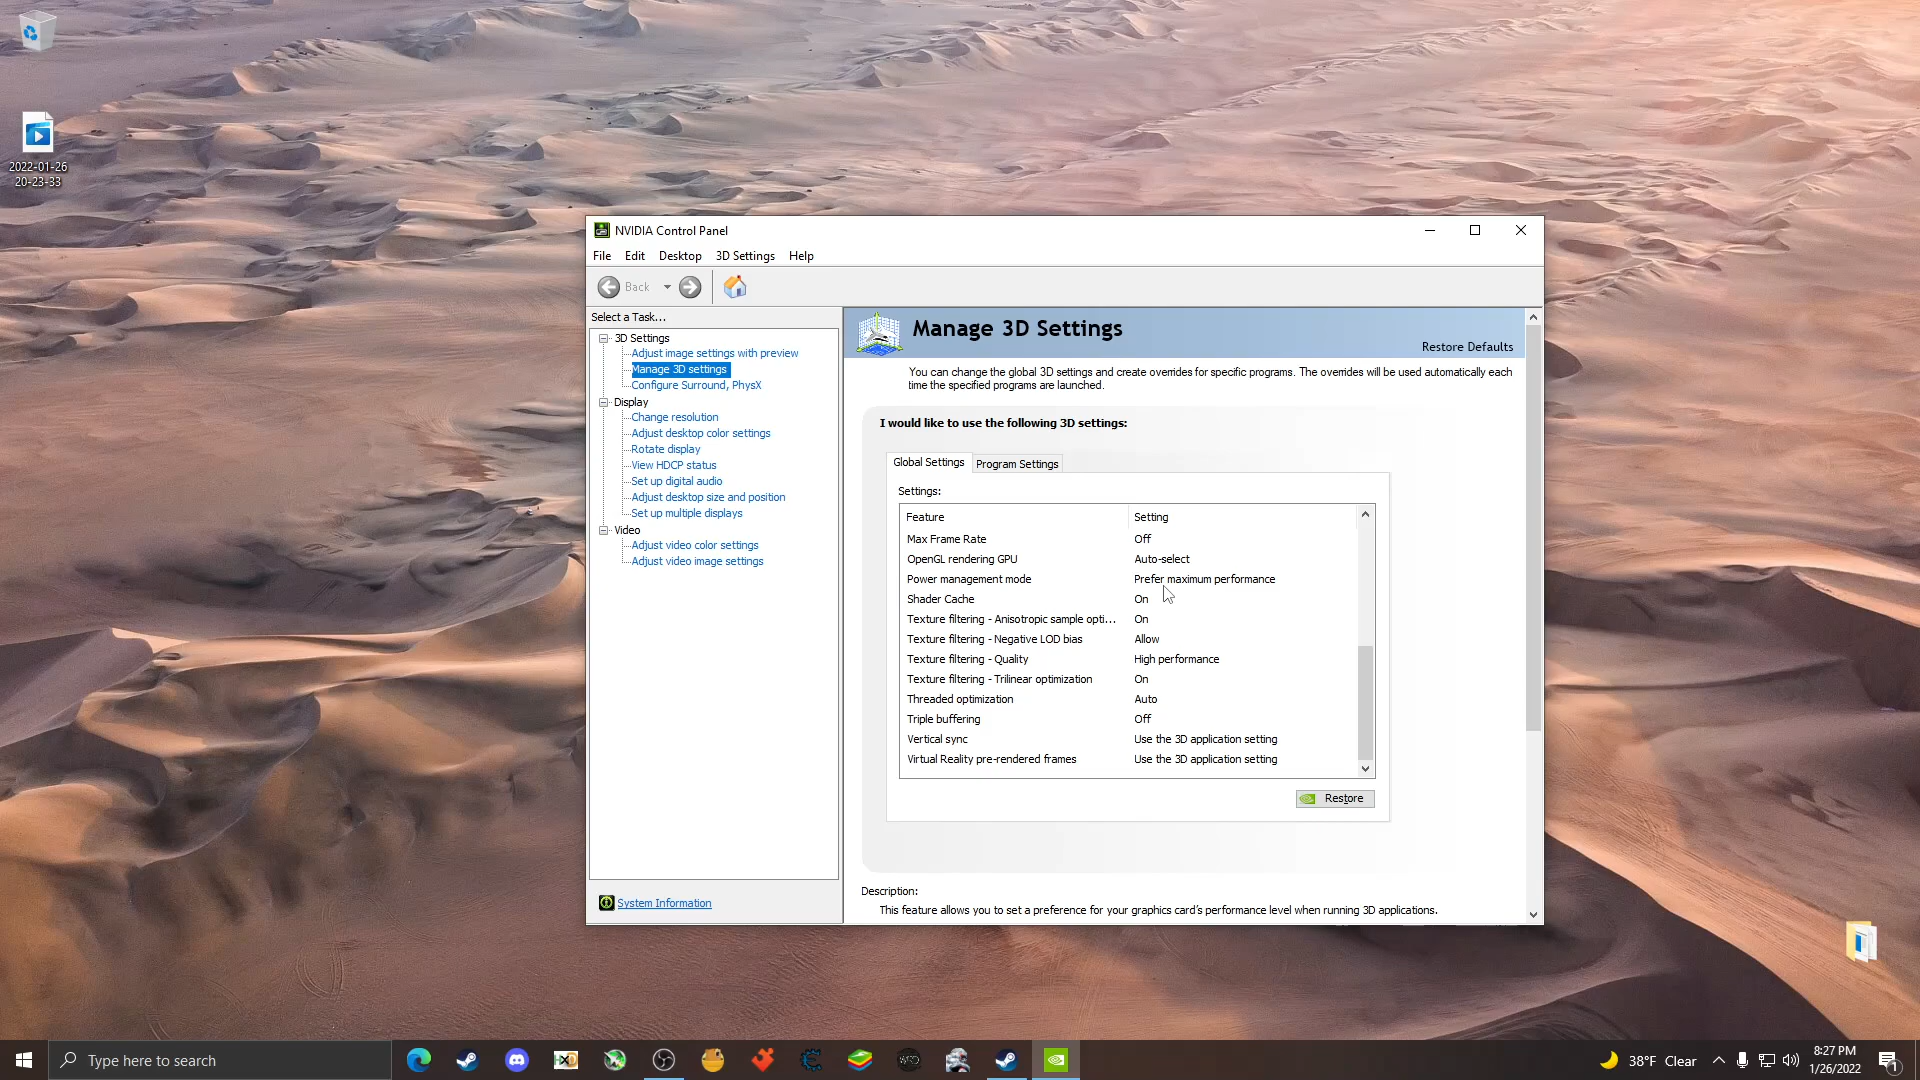 2022-01-26
20-23-33
NVIDIA Control Panel
File Edit Desktop 3D Settings Help
Back
Select a Task...
3D Settings
Adjust image settings with preview
Manage 3D settings
Configure Surround, PhysX
Display
Change resolution
Adjust desktop color settings
Rotate display
View HDCP status
Set up digital audio
Adjust desktop size and position
Set up multiple displays
Video
Adjust video color settings
Adjust video image settings
System Information
Manage 3D Settings
Restore Defaults
You can change the global 3D settings and create overrides for specific programs. The overrides will be used automatically each
time the specified programs are launched.
I would like to use the following 3D settings:
Global Settings Program Settings
Settings:
Feature Setting
Max Frame Rate Off
OpenGL rendering GPU Auto-select
Power management mode Prefer maximum performance
Shader Cache On
Texture filtering - Anisotropic sample opti... On
Texture filtering - Negative LOD bias Allow
Texture filtering - Quality High performance
Texture filtering - Trilinear optimization On
Threaded optimization Auto
Triple buffering Off
Vertical sync Use the 3D application setting
Virtual Reality pre-rendered frames Use the 3D application setting
Restore
Description:
This feature allows you to set a preference for your graphics card's performance level when running 3D applications.
Type here to search
38°F Clear
8:27 PM
1/26/2022
1